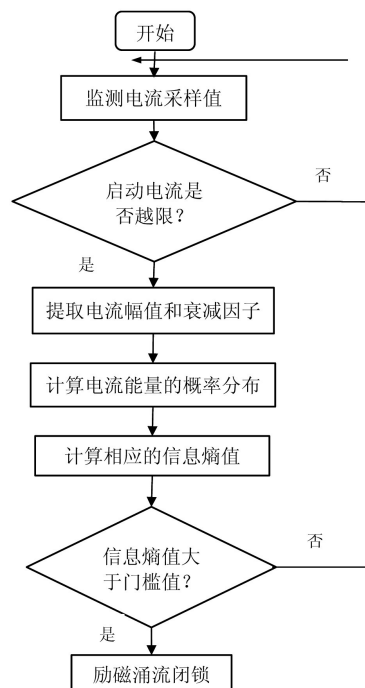 开始
监测电流采样值
启动电流是
否越限?
否
是
提取电流幅值和衰减因子
计算电流能量的概率分布
计算相应的信息熵值
信息熵值大
于门槛值?
否
是
励磁涌流闭锁